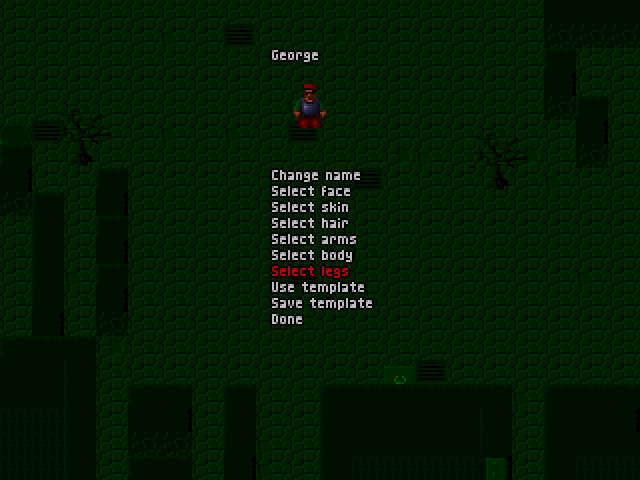 George
Change name
Select face
Select skin
Select hair
Select arms
Select body
Select legs
Use template
Save template
Done